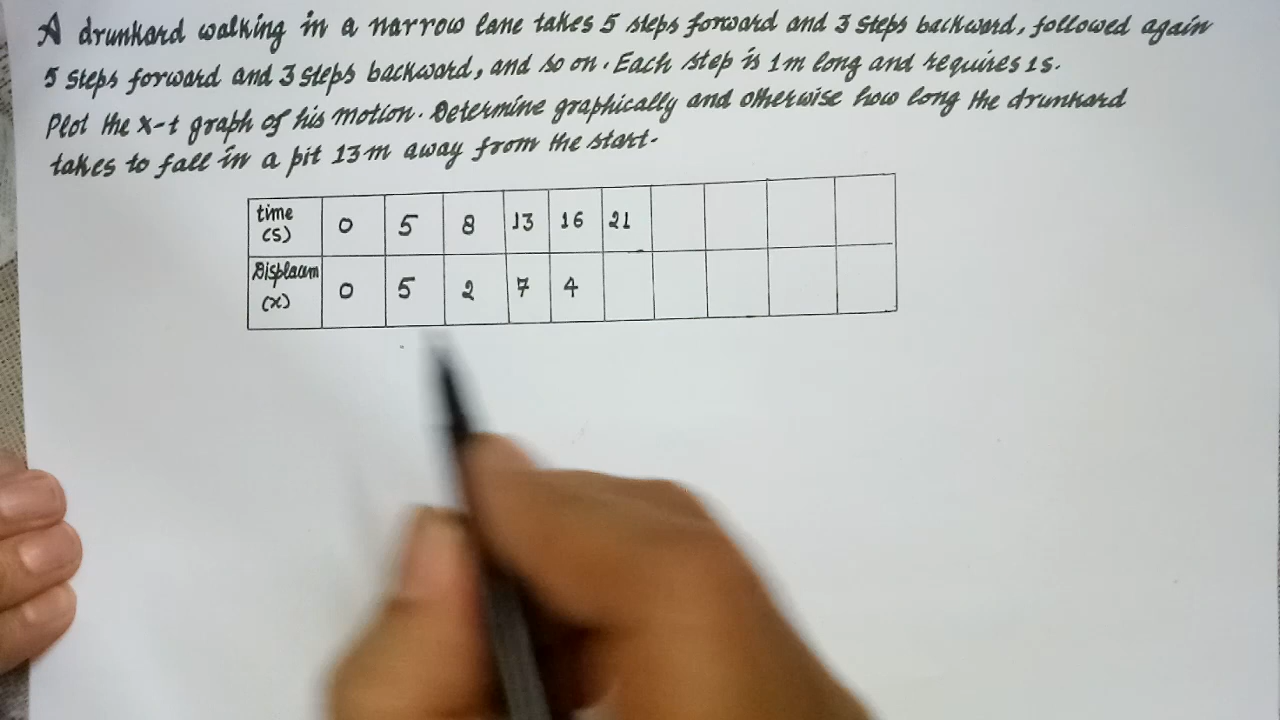 A drunkard walking in a narrow lane takes 5 steps forward and 3 steps backward, followed again
5 steps forward and 3 steps backward, and so on. Each step is 1m long and requires 1s.
Plot the x-t graph of his motion. Determine graphically and otherwise how long the drunkard
takes to fall in a pit 13m away from the start.
time (s) 0 5 8 13 16 21
Displacem (x) 0 5 2 7 4